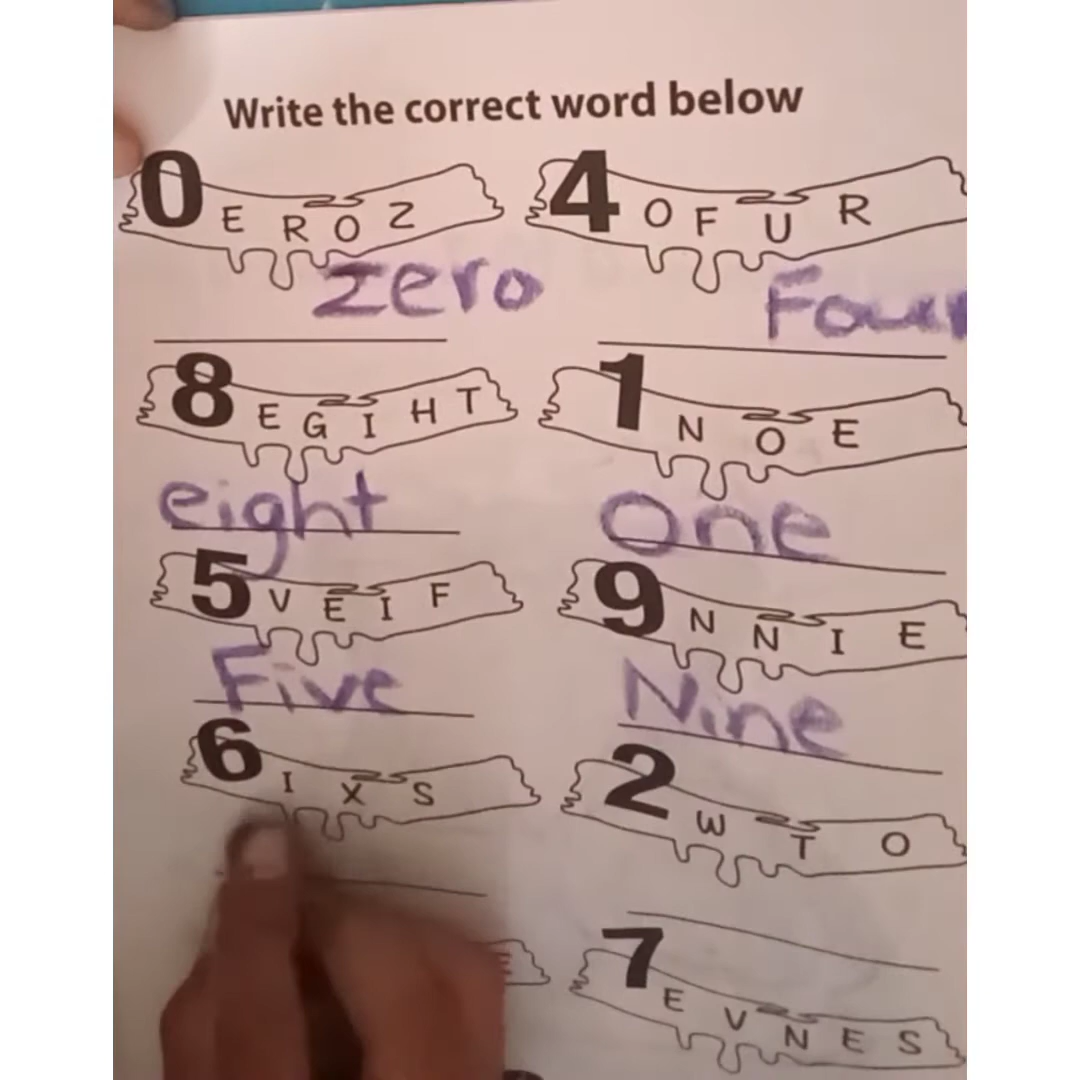 Write the correct word below
0 E R O Z 4 O F U R
zero Four
8 E G I H T 1 N O E
eight One
5 V E I F 9 N N I E
Five Nine
6 I X S 2 W T O
E 7 E V N E S